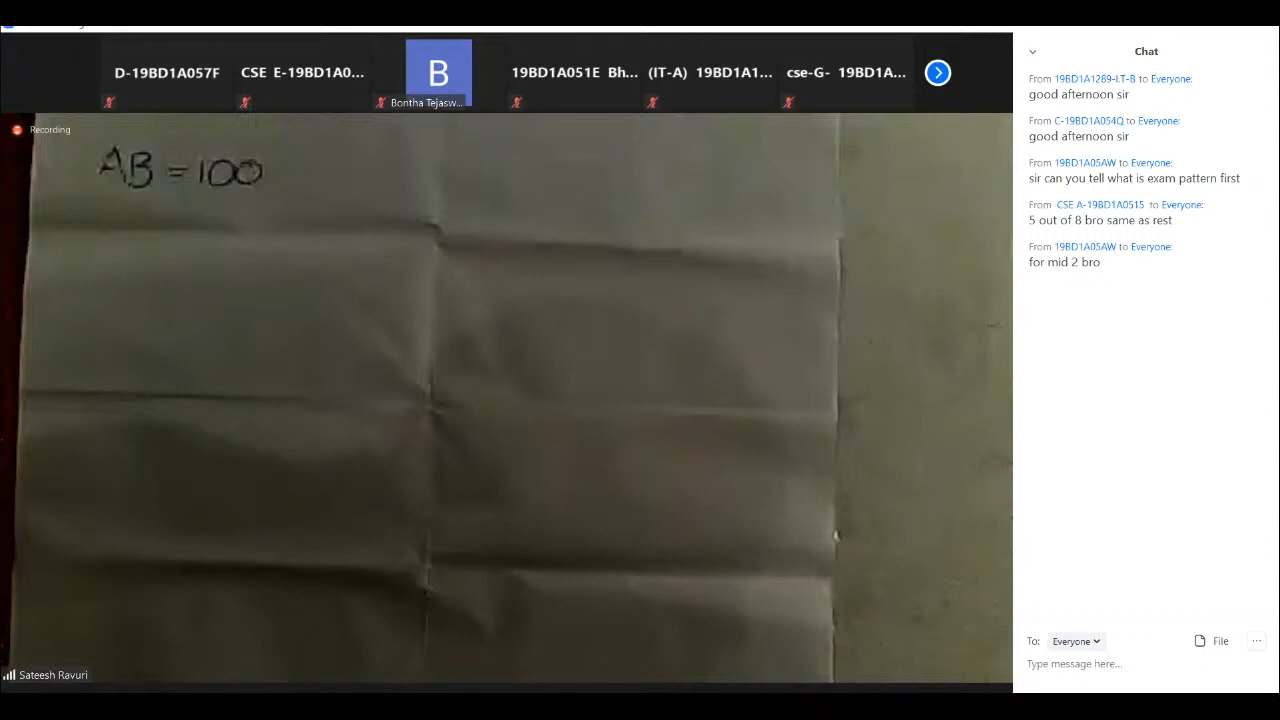 D-19BD1A057F
CSE E-19BD1A0...
B
Bontha Tejasw...
19BD1A051E Bh...
(IT-A) 19BD1A1...
cse-G- 19BD1A...
Recording
AB = 100
Sateesh Ravuri
Chat
From 19BD1A1289-I.T-B to Everyone:
good afternoon sir
From C-19BD1A054Q to Everyone:
good afternoon sir
From 19BD1A05AW to Everyone:
sir can you tell what is exam pattern first
From CSE A-19BD1A0515 to Everyone:
5 out of 8 bro same as rest
From 19BD1A05AW to Everyone:
for mid 2 bro
To: Everyone
File
Type message here...